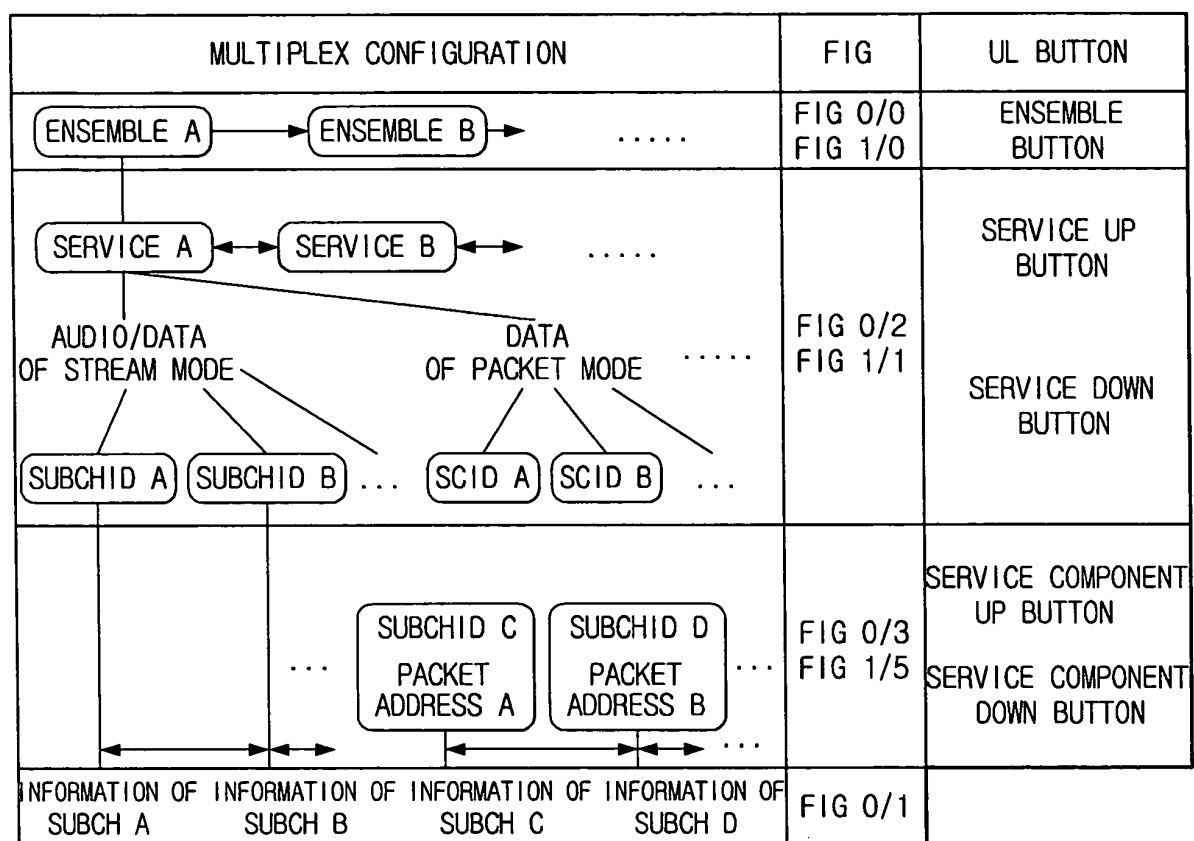 MULTIPLEX CONFIGURATION
FIG
UL BUTTON
ENSEMBLE A
ENSEMBLE B
.....
FIG 0/0
FIG 1/0
ENSEMBLE
BUTTON
SERVICE A
SERVICE B
.....
SERVICE UP
BUTTON
AUDIO/DATA
OF STREAM MODE
DATA
OF PACKET MODE
.....
FIG 0/2
FIG 1/1
SERVICE DOWN
BUTTON
SUBCHID A
SUBCHID B
...
SCID A
SCID B
...
...
SUBCHID C
PACKET
ADDRESS A
SUBCHID D
PACKET
ADDRESS B
...
FIG 0/3
FIG 1/5
SERVICE COMPONENT
UP BUTTON
SERVICE COMPONENT
DOWN BUTTON
...
INFORMATION OF
SUBCH A
INFORMATION OF
SUBCH B
INFORMATION OF
SUBCH C
INFORMATION OF
SUBCH D
FIG 0/1